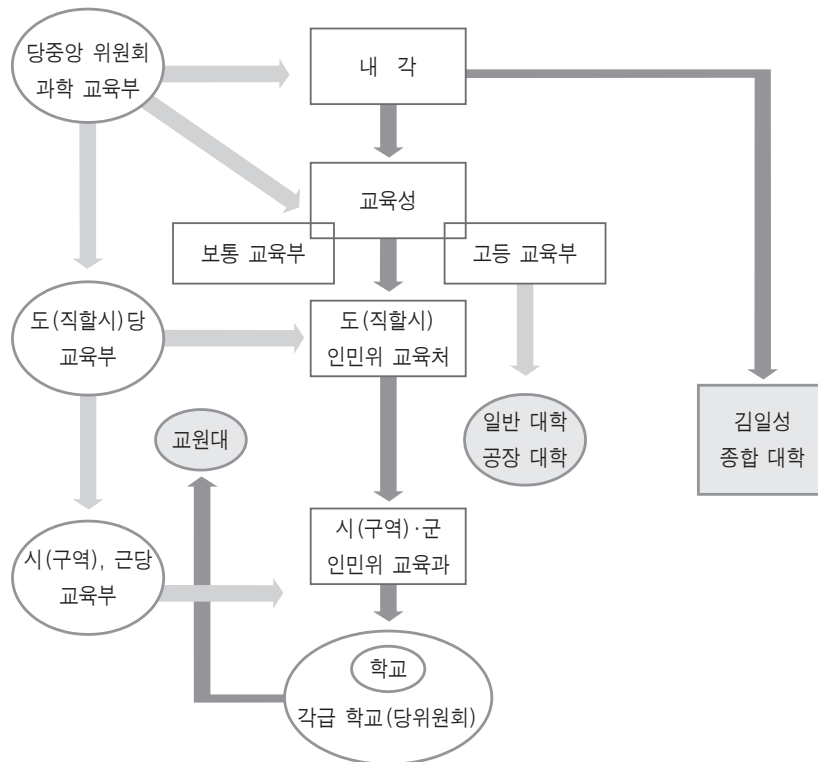 당중앙 위원회
과학 교육부
내 각
교육성
보통 교육부
고등 교육부
도(직할시)당
교육부
도(직할시)
인민위 교육처
교원대
일반 대학
공장 대학
김일성
종합 대학
시(구역), 근당
교육부
시(구역)·군
인민위 교육과
학교
각급 학교(당위원회)